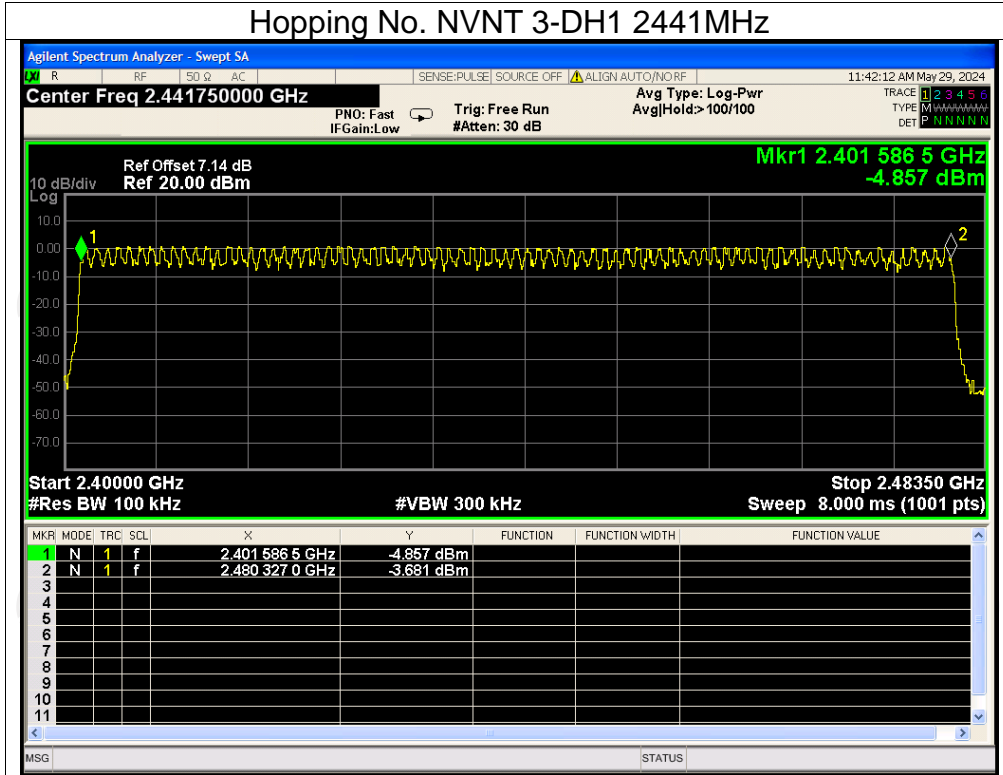 Hopping No. NVNT 3-DH1 2441MHz
Agilent Spectrum Analyzer - Swept SA
LXI R RF 50 Ω AC SENSE:PULSE SOURCE OFF ALIGN AUTO/NO RF 11:42:12 AM May 29, 2024
Center Freq 2.441750000 GHz Avg Type: Log-Pwr TRACE 1 2 3 4 5 6
PNO: Fast Trig: Free Run Avg|Hold:>100/100 TYPE M WWWWW
IFGain:Low #Atten: 30 dB DET P N N N N N
Mkr1 2.401 586 5 GHz
Ref Offset 7.14 dB
10 dB/div Ref 20.00 dBm -4.857 dBm
Log
10.0
1 2
0.00
-10.0
-20.0
-30.0
-40.0
-50.0
-60.0
-70.0
Start 2.40000 GHz Stop 2.48350 GHz
#Res BW 100 kHz #VBW 300 kHz Sweep 8.000 ms (1001 pts)
MKR MODE TRC SCL X Y FUNCTION FUNCTION WIDTH FUNCTION VALUE
1 N 1 f 2.401 586 5 GHz -4.857 dBm
2 N 1 f 2.480 327 0 GHz -3.681 dBm
3
4
5
6
7
8
9
10
11
MSG STATUS